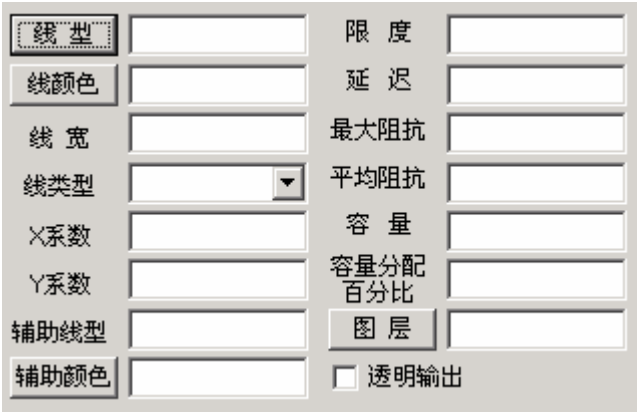 线 型
线颜色
线 宽
线类型
X系数
Y系数
辅助线型
辅助颜色
限 度
延 迟
最大阻抗
平均阻抗
容 量
容量分配
百分比
图 层
透明输出